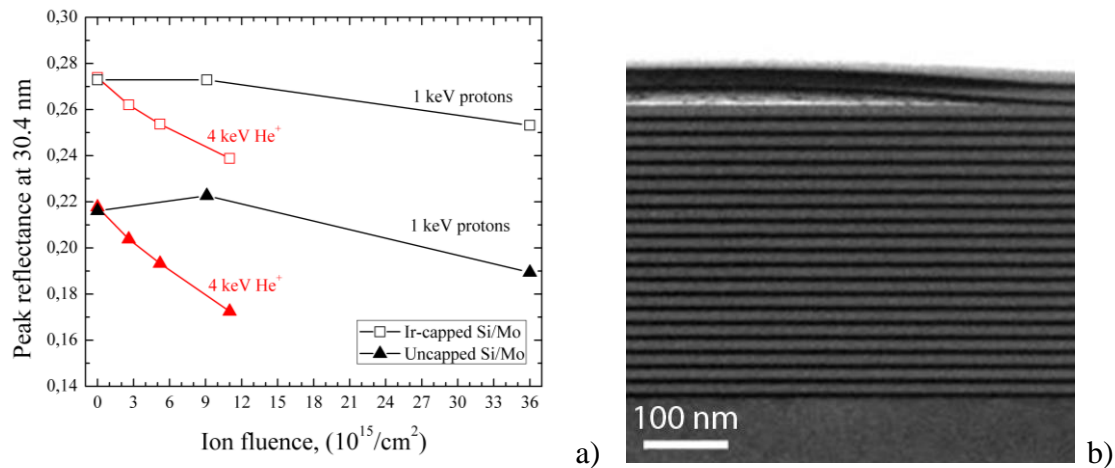 0,30
0,28
0,26
0,24
0,22
0,20
0,18
0,16
0,14
Peak reflectance at 30.4 nm
1 keV protons
4 keV He⁺
1 keV protons
4 keV He⁺
Ir-capped Si/Mo
Uncapped Si/Mo
0 3 6 9 12 15 18 21 24 27 30 33 36
Ion fluence, (10¹⁵/cm²)
a)
100 nm
b)